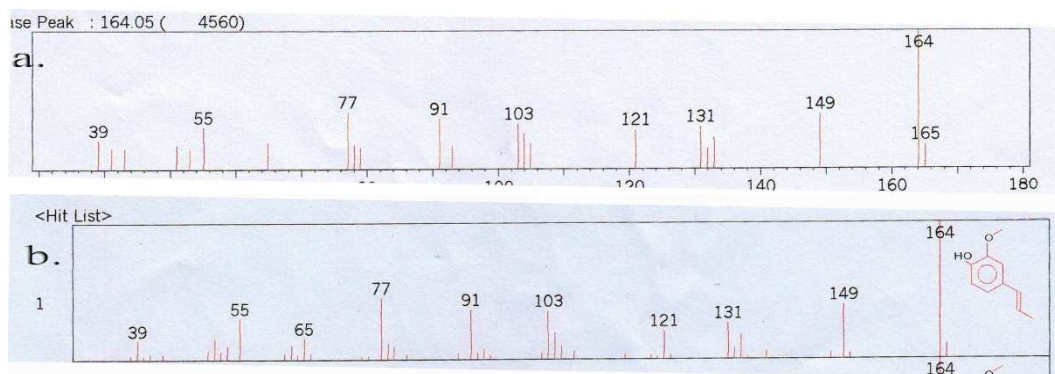 ase Peak : 164.05 ( 4560)
a.
39 55 77 91 103 121 131 149 164 165
100 120 140 160 180
<Hit List>
b.
1 39 55 65 77 91 103 121 131 149 164
HO O
164